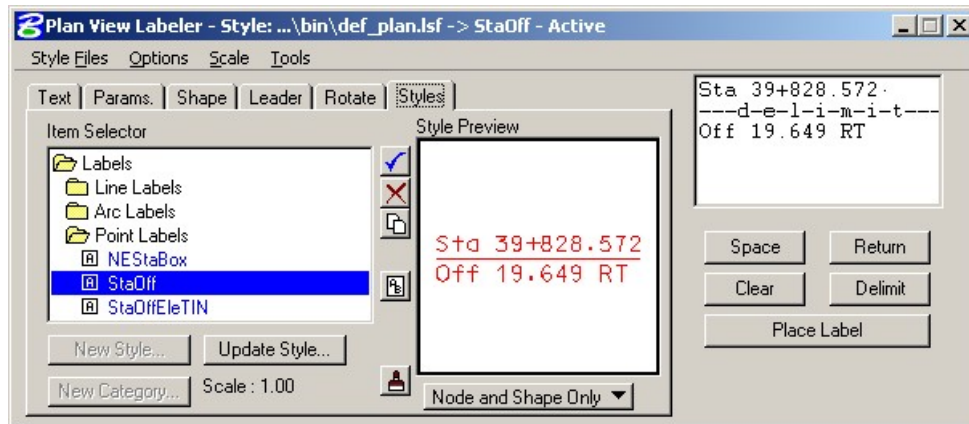 Plan View Labeler - Style: ...\bin\def_plan.lsf -> StaOff - Active
Style Files Options Scale Tools
Text Params. Shape Leader Rotate Styles
Item Selector
Labels
Line Labels
Arc Labels
Point Labels
NEStaBox
StaOff
StaOffEleTIN
New Style... Update Style...
New Category... Scale : 1.00
Style Preview
Sta 39+828.572
Off 19.649 RT
Node and Shape Only
Sta 39+828.572
---d-e-l-i-m-i-t---
Off 19.649 RT
Space Return
Clear Delimit
Place Label